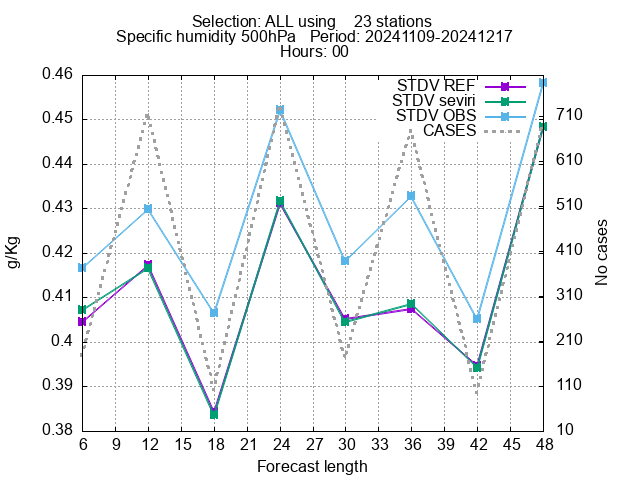 Selection: ALL using    23 stations
Specific humidity 500hPa   Period: 20241109-20241217
Hours: 00
STDV REF
STDV seviri
STDV OBS
CASES
0.46
0.45
0.44
0.43
0.42
0.41
0.4
0.39
0.38
g/Kg
710
610
510
410
310
210
110
10
No cases
6 9 12 15 18 21 24 27 30 33 36 39 42 45 48
Forecast length